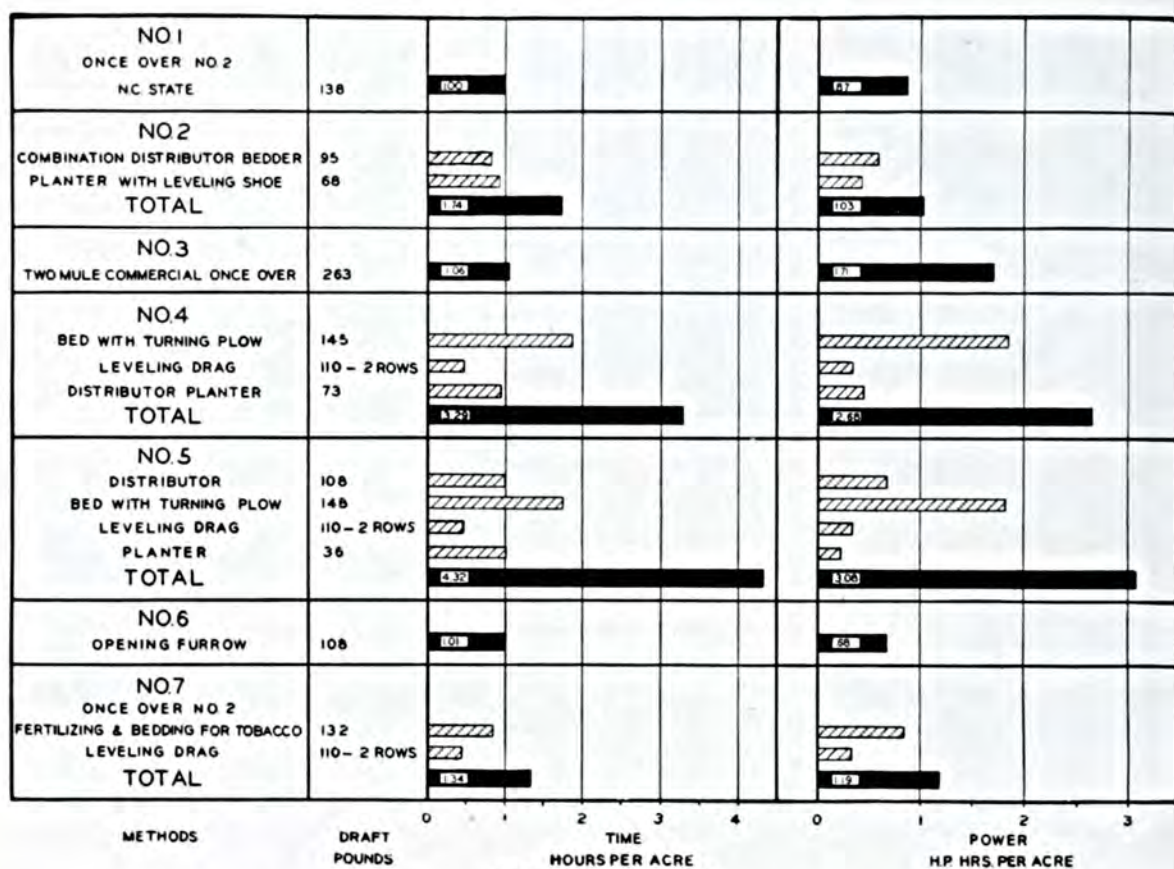 NO.1
ONCE OVER NO.2
N.C. STATE 138 1.00 .87
NO.2
COMBINATION DISTRIBUTOR BEDDER 95
PLANTER WITH LEVELING SHOE 68
TOTAL 1.74 1.03
NO.3
TWO MULE COMMERCIAL ONCE OVER 263 1.06 1.71
NO.4
BED WITH TURNING PLOW 145
LEVELING DRAG 110 - 2 ROWS
DISTRIBUTOR PLANTER 73
TOTAL 3.29 2.68
NO.5
DISTRIBUTOR 108
BED WITH TURNING PLOW 148
LEVELING DRAG 110 - 2 ROWS
PLANTER 36
TOTAL 4.32 3.08
NO.6
OPENING FURROW 108 1.01 .68
NO.7
ONCE OVER NO.2
FERTILIZING & BEDDING FOR TOBACCO 132
LEVELING DRAG 110 - 2 ROWS
TOTAL 1.34 1.19
0 1 2 3 4 0 1 2 3
METHODS DRAFT TIME POWER
POUNDS HOURS PER ACRE H.P. HRS. PER ACRE